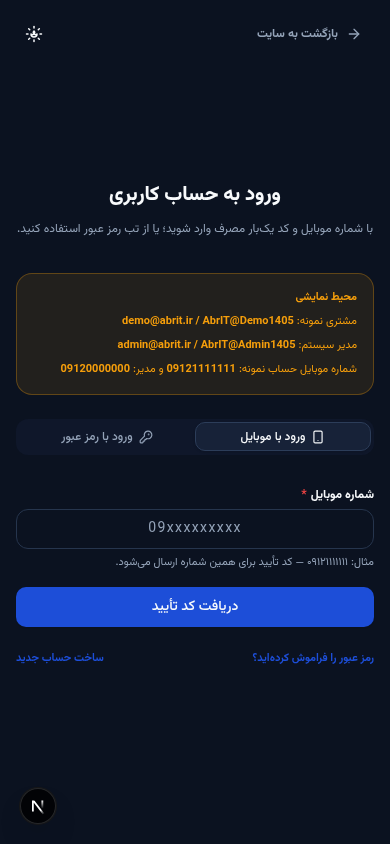 بازگشت به سایت
ورود به حساب کاربری
با شماره موبایل و کد یک‌بار مصرف وارد شوید؛ یا از تب رمز عبور استفاده کنید.
محیط نمایشی
مشتری نمونه: demo@abrit.ir / AbrIT@Demo1405
مدیر سیستم: admin@abrit.ir / AbrIT@Admin1405
شماره موبایل حساب نمونه: 09121111111 و مدیر: 09120000000
ورود با موبایل
ورود با رمز عبور
شماره موبایل *
09xxxxxxxxx
مثال: ۰۹۱۲۱۱۱۱۱۱۱ — کد تأیید برای همین شماره ارسال می‌شود.
دریافت کد تأیید
رمز عبور را فراموش کرده‌اید؟
ساخت حساب جدید
N